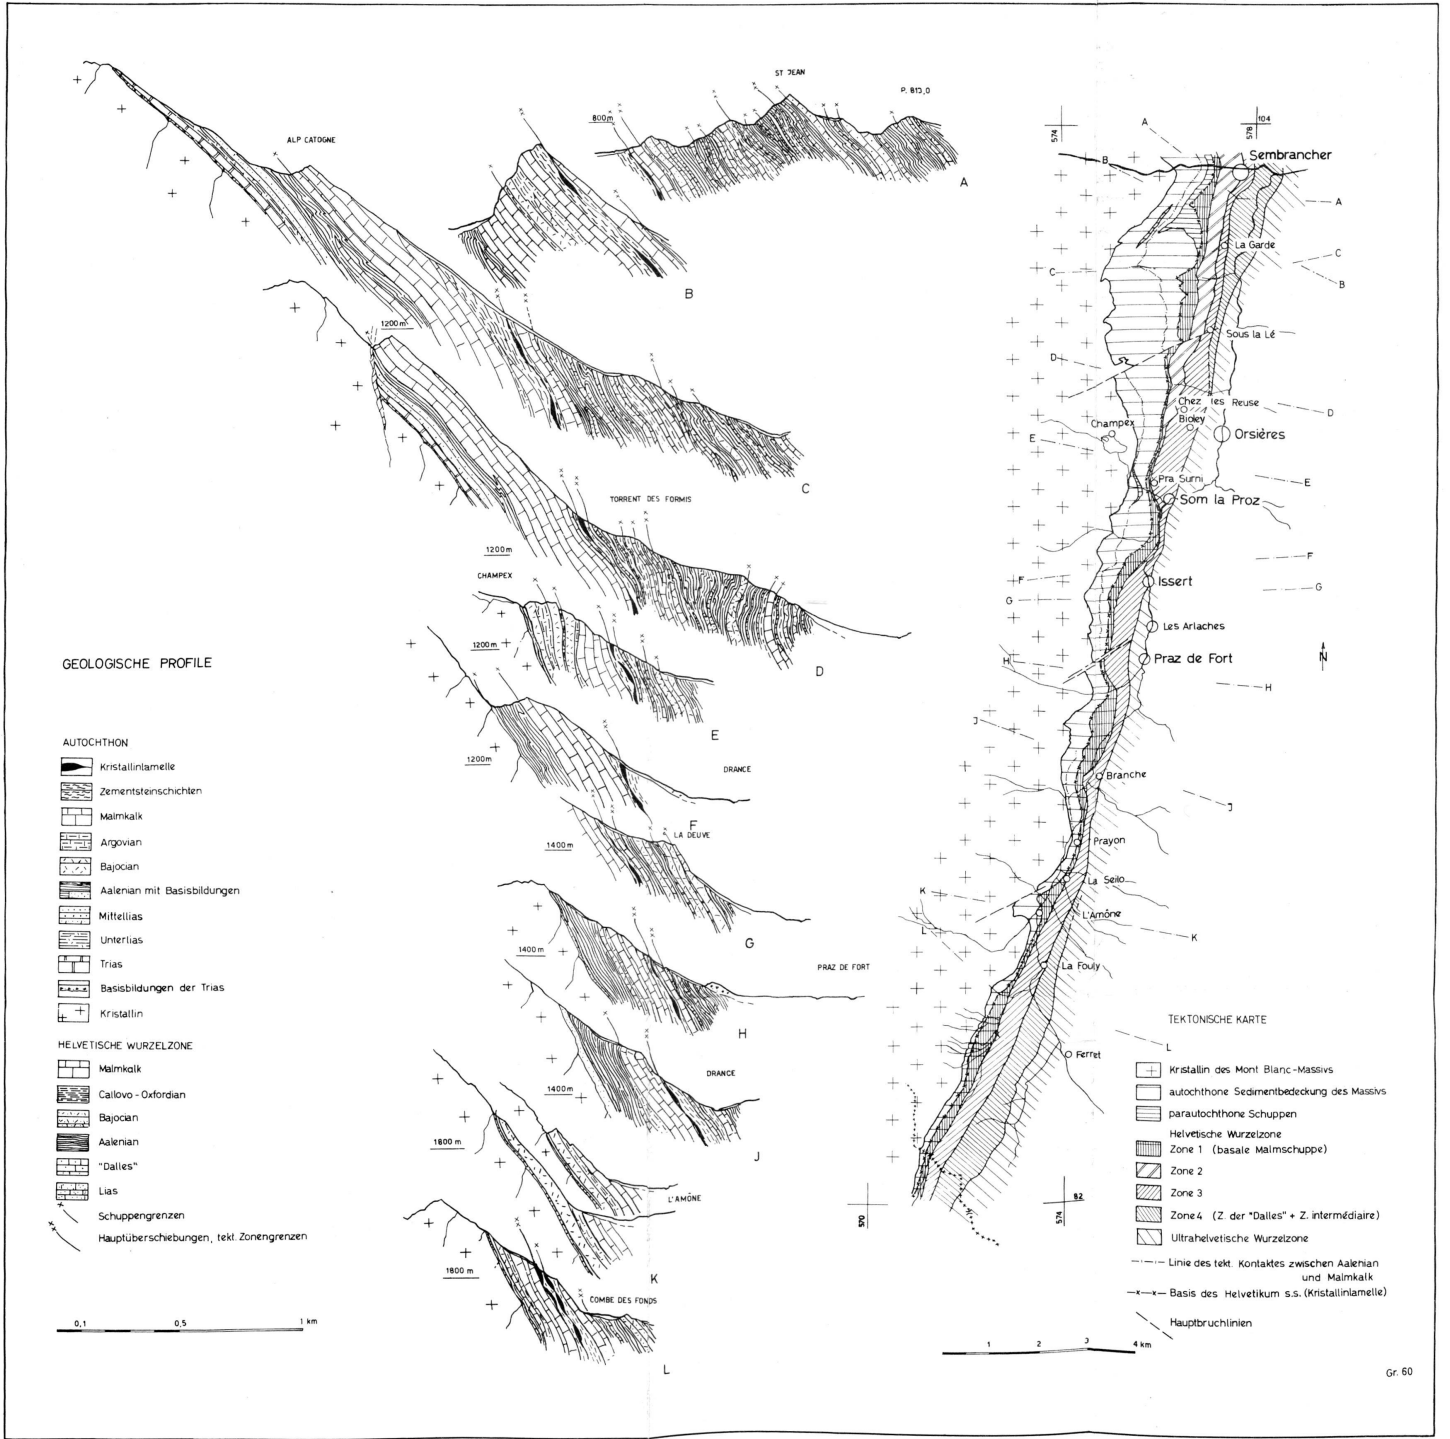 ST JEAN
P. 813,0
800m
A
ALP CATOGNE
B
1200m
C
TORRENT DES FORMIS
1200m
D
CHAMPEX
1200m
E
DRANCE
1200m
F
LA DEUVE
1400m
G
PRAZ DE FORT
1400m
H
DRANCE
1400m
J
L'AMÔNE
1800 m
K
COMBE DES FONDS
1800 m
L
GEOLOGISCHE PROFILE
AUTOCHTHON
Kristallinlamelle
Zementsteinschichten
Malmkalk
Argovian
Bajocian
Aalenian mit Basisbildungen
Mittellias
Unterlias
Trias
Basisbildungen der Trias
Kristallin
HELVETISCHE WURZELZONE
Malmkalk
Callovo - Oxfordian
Bajocian
Aalenian
"Dalles"
Lias
Schuppengrenzen
Hauptüberschiebungen, tekt. Zonengrenzen
0,1 0,5 1 km
574
578
104
A
B
Sembrancher
A
La Garde
C
C
B
Sous la Lé
D
Chez les Reuse
D
Champex
Bioley
Orsières
E
Pra Surni
E
Som la Proz
F
F
Issert
G
G
Les Arlaches
H
Praz de Fort
N
H
J
Branche
J
Prayon
La Seilo
K
L'Amône
L
K
La Fouly
L
Ferret
570
574
82
TEKTONISCHE KARTE
Kristallin des Mont Blanc-Massivs
autochthone Sedimentbedeckung des Massivs
parautochthone Schuppen
Helvetische Wurzelzone
Zone 1 (basale Malmschuppe)
Zone 2
Zone 3
Zone 4 (Z. der "Dalles" + Z. intermédiaire)
Ultrahelvetische Wurzelzone
Linie des tekt. Kontaktes zwischen Aalenian
und Malmkalk
Basis des Helvetikum s.s. (Kristallinlamelle)
Hauptbruchlinien
1 2 3 4 km
Gr. 60